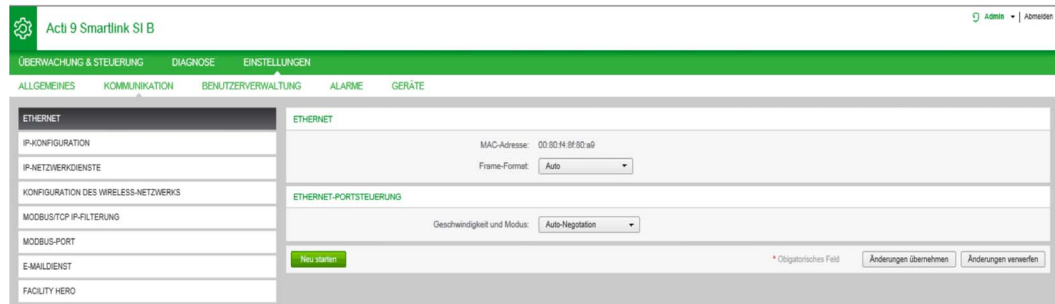 Acti 9 Smartlink SI B
Admin | Abmelden
ÜBERWACHUNG & STEUERUNG DIAGNOSE EINSTELLUNGEN
ALLGEMEINES KOMMUNIKATION BENUTZERVERWALTUNG ALARME GERÄTE
ETHERNET
IP-KONFIGURATION
IP-NETZWERKDIENSTE
KONFIGURATION DES WIRELESS-NETZWERKS
MODBUS/TCP IP-FILTERUNG
MODBUS-PORT
E-MAILDIENST
FACILITY HERO
ETHERNET
MAC-Adresse: 00:80:f4:8f:80:a9
Frame-Format: Auto
ETHERNET-PORTSTEUERUNG
Geschwindigkeit und Modus: Auto-Negotation
Neu starten * Obigatorisches Feld Änderungen übernehmen Änderungen verwerfen